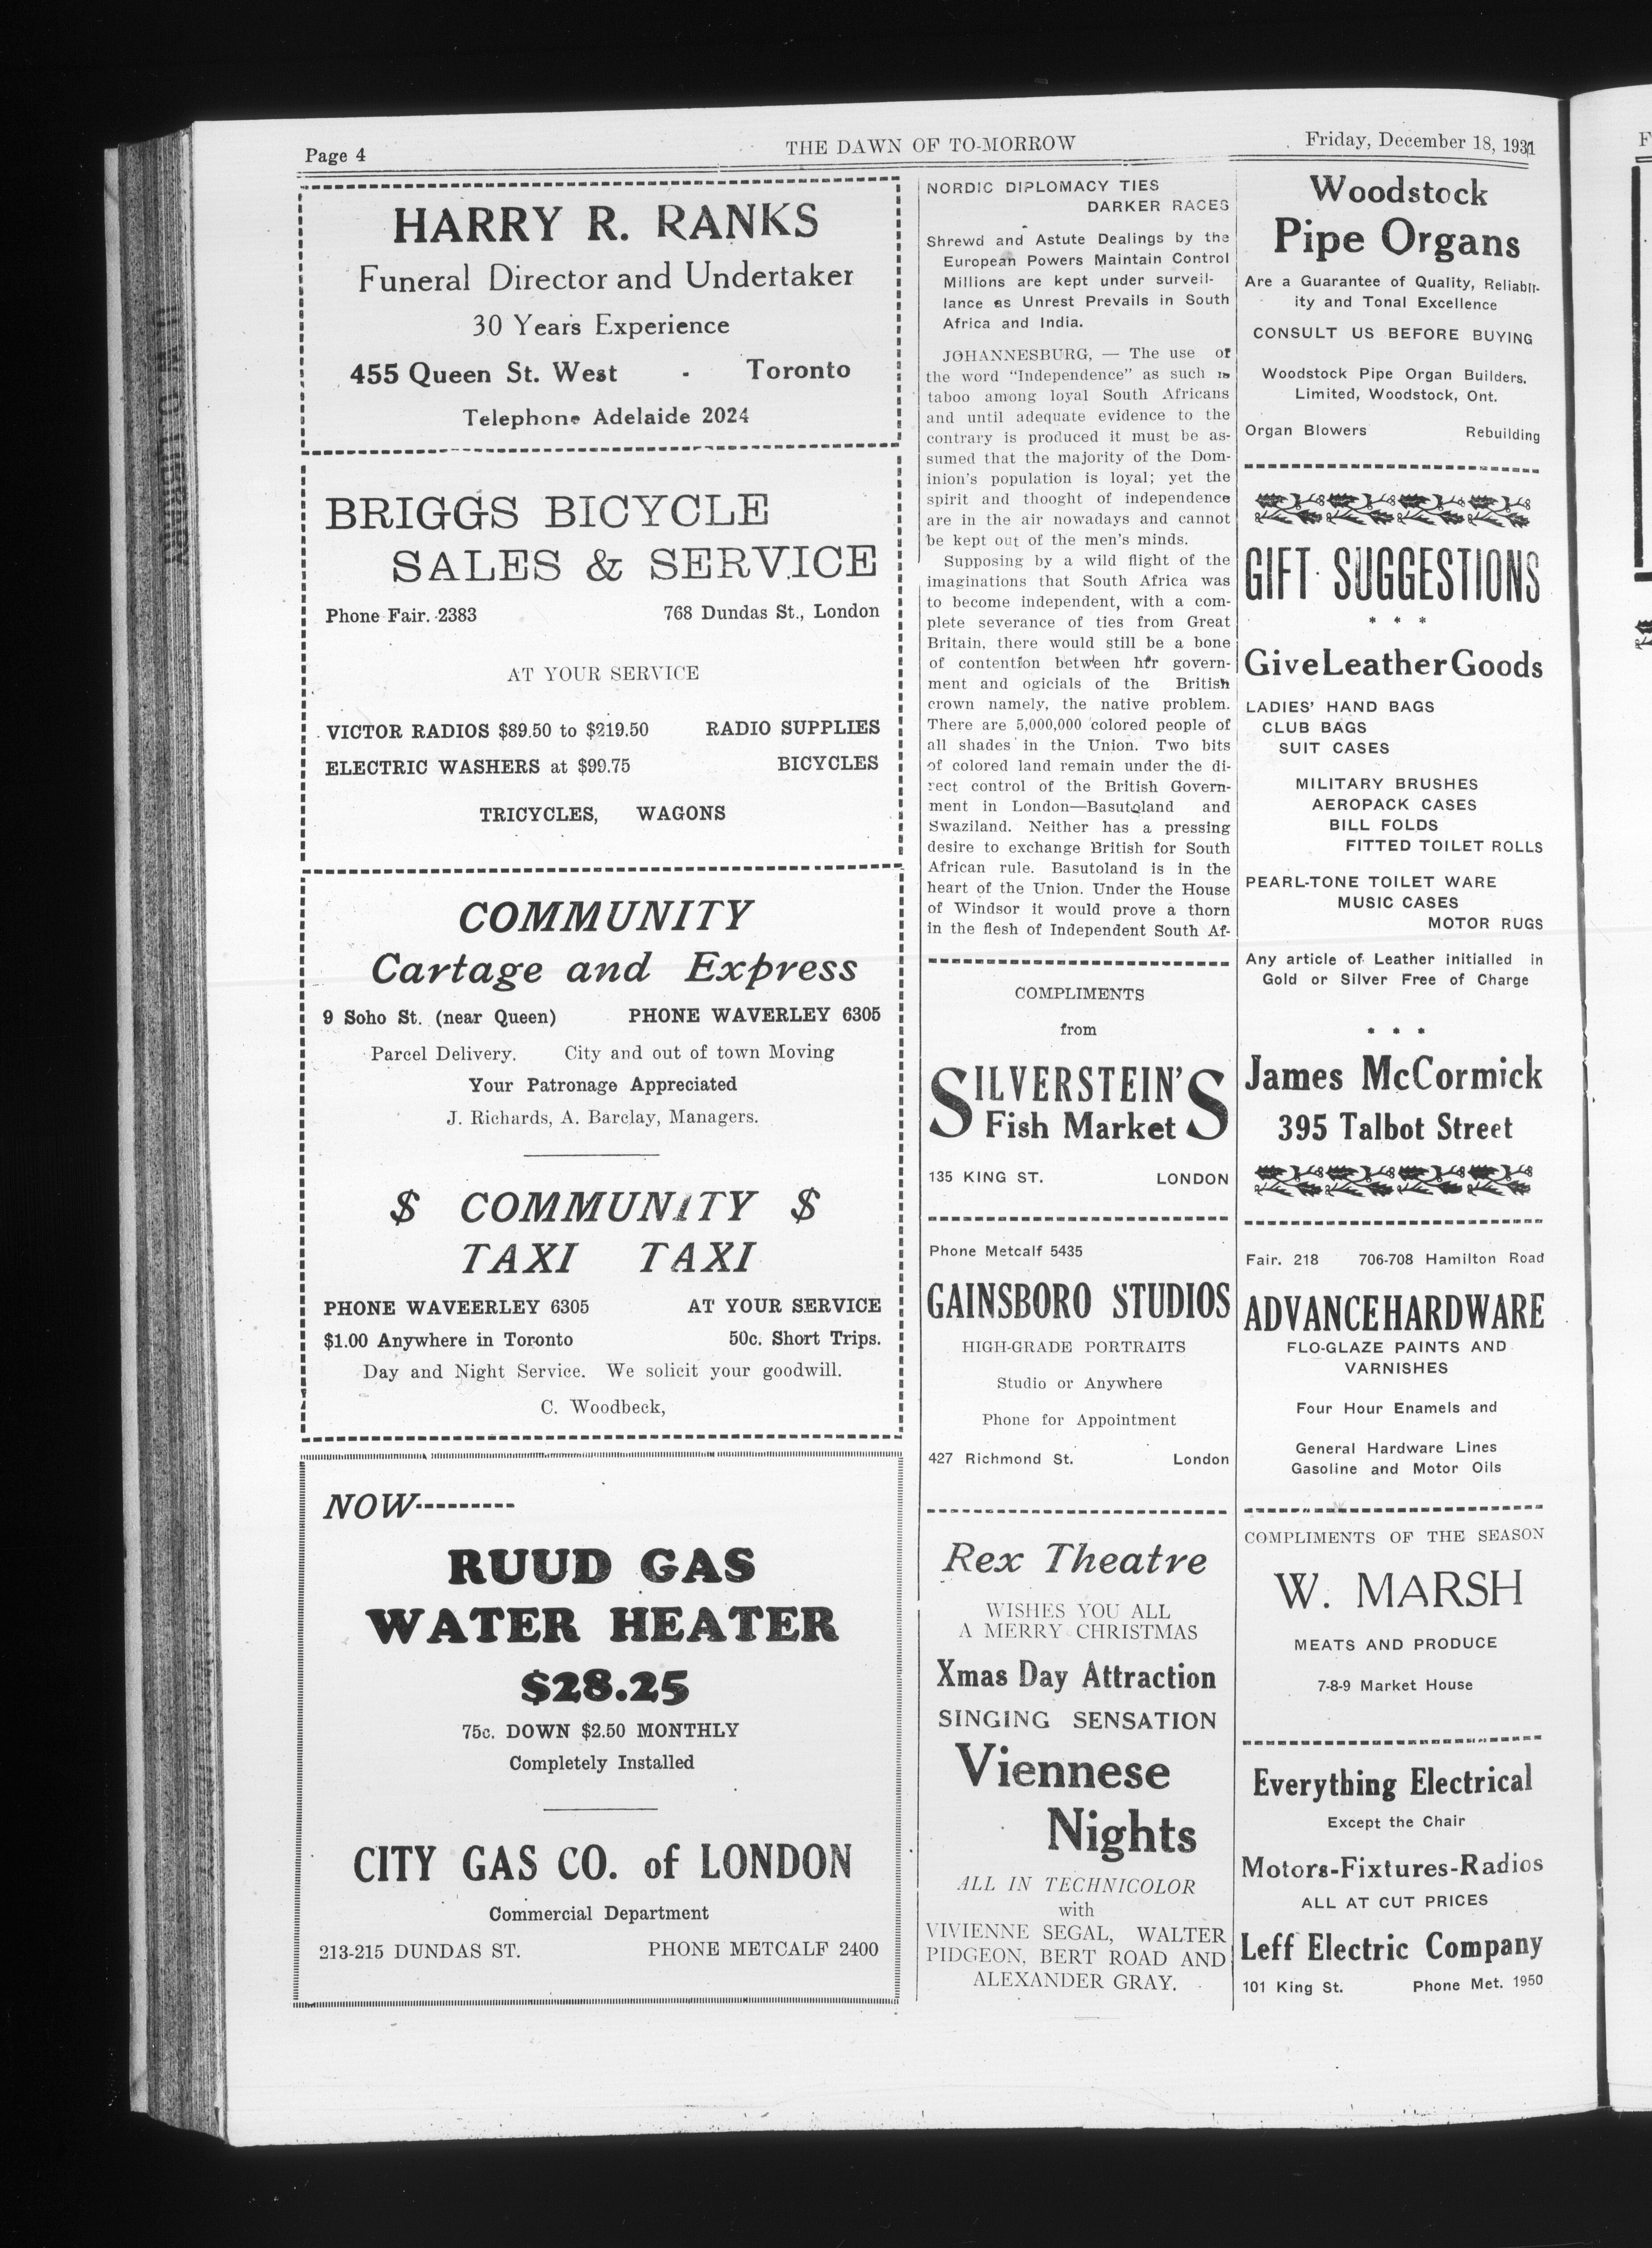 Page 4
THE DAWN OF TO-MORROW
Friday, December 18, 1931
HARRY R. RANKS
Funeral Director and Undertaker
30 Years Experience
455 Queen St. West - Toronto
Telephone Adelaide 2024
BRIGGS BICYCLE
SALES & SERVICE
Phone Fair. 2383 768 Dundas St., London
AT YOUR SERVICE
VICTOR RADIOS $89.50 to $219.50 RADIO SUPPLIES
ELECTRIC WASHERS at $99.75 BICYCLES
TRICYCLES, WAGONS
COMMUNITY
Cartage and Express
9 Soho St. (near Queen) PHONE WAVERLEY 6305
Parcel Delivery. City and out of town Moving
Your Patronage Appreciated
J. Richards, A. Barclay, Managers.
$ COMMUNITY $
TAXI TAXI
PHONE WAVEERLEY 6305 AT YOUR SERVICE
$1.00 Anywhere in Toronto 50c. Short Trips.
Day and Night Service. We solicit your goodwill.
C. Woodbeck,
NOW---------
RUUD GAS
WATER HEATER
$28.25
75c. DOWN $2.50 MONTHLY
Completely Installed
CITY GAS CO. of LONDON
Commercial Department
213-215 DUNDAS ST. PHONE METCALF 2400
NORDIC DIPLOMACY TIES
DARKER RACES
Shrewd and Astute Dealings by the
European Powers Maintain Control
Millions are kept under surveil-
lance as Unrest Prevails in South
Africa and India.
JOHANNESBURG, — The use of
the word "Independence" as such is
taboo among loyal South Africans
and until adequate evidence to the
contrary is produced it must be as-
sumed that the majority of the Dom-
inion's population is loyal; yet the
spirit and thooght of independence
are in the air nowadays and cannot
be kept out of the men's minds.
Supposing by a wild flight of the
imaginations that South Africa was
to become independent, with a com-
plete severance of ties from Great
Britain, there would still be a bone
of contention between her govern-
ment and ogicials of the British
crown namely, the native problem.
There are 5,000,000 colored people of
all shades in the Union. Two bits
of colored land remain under the di-
rect control of the British Govern-
ment in London—Basutoland and
Swaziland. Neither has a pressing
desire to exchange British for South
African rule. Basutoland is in the
heart of the Union. Under the House
of Windsor it would prove a thorn
in the flesh of Independent South Af-
COMPLIMENTS
from
SILVERSTEIN'S
Fish Market
135 KING ST. LONDON
Phone Metcalf 5435
GAINSBORO STUDIOS
HIGH-GRADE PORTRAITS
Studio or Anywhere
Phone for Appointment
427 Richmond St. London
Rex Theatre
WISHES YOU ALL
A MERRY CHRISTMAS
Xmas Day Attraction
SINGING SENSATION
Viennese
Nights
ALL IN TECHNICOLOR
with
VIVIENNE SEGAL, WALTER
PIDGEON, BERT ROAD AND
ALEXANDER GRAY.
Woodstock
Pipe Organs
Are a Guarantee of Quality, Reliabil-
ity and Tonal Excellence
CONSULT US BEFORE BUYING
Woodstock Pipe Organ Builders.
Limited, Woodstock, Ont.
Organ Blowers Rebuilding
GIFT SUGGESTIONS
* * *
Give Leather Goods
LADIES' HAND BAGS
CLUB BAGS
SUIT CASES
MILITARY BRUSHES
AEROPACK CASES
BILL FOLDS
FITTED TOILET ROLLS
PEARL-TONE TOILET WARE
MUSIC CASES
MOTOR RUGS
Any article of Leather initialled in
Gold or Silver Free of Charge
* * *
James McCormick
395 Talbot Street
Fair. 218 706-708 Hamilton Road
ADVANCE HARDWARE
FLO-GLAZE PAINTS AND
VARNISHES
Four Hour Enamels and
General Hardware Lines
Gasoline and Motor Oils
COMPLIMENTS OF THE SEASON
W. MARSH
MEATS AND PRODUCE
7-8-9 Market House
Everything Electrical
Except the Chair
Motors-Fixtures-Radios
ALL AT CUT PRICES
Leff Electric Company
101 King St. Phone Met. 1950